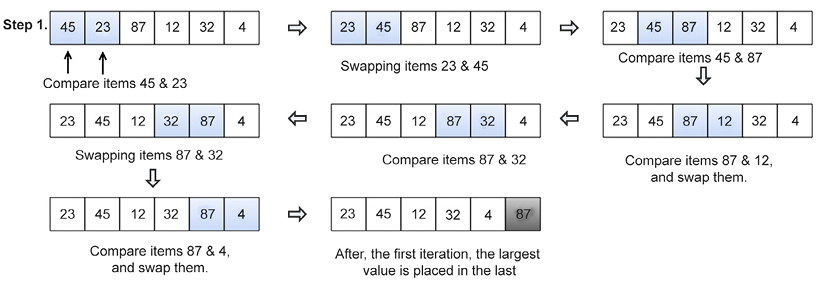 Step 1. 45 23 87 12 32 4
Compare items 45 & 23
23 45 87 12 32 4
Swapping items 23 & 45
23 45 87 12 32 4
Compare items 45 & 87
23 45 87 12 32 4
Compare items 87 & 12,
and swap them.
23 45 12 87 32 4
Compare items 87 & 32
23 45 12 32 87 4
Swapping items 87 & 32
23 45 12 32 87 4
Compare items 87 & 4,
and swap them.
23 45 12 32 4 87
After, the first iteration, the largest
value is placed in the last